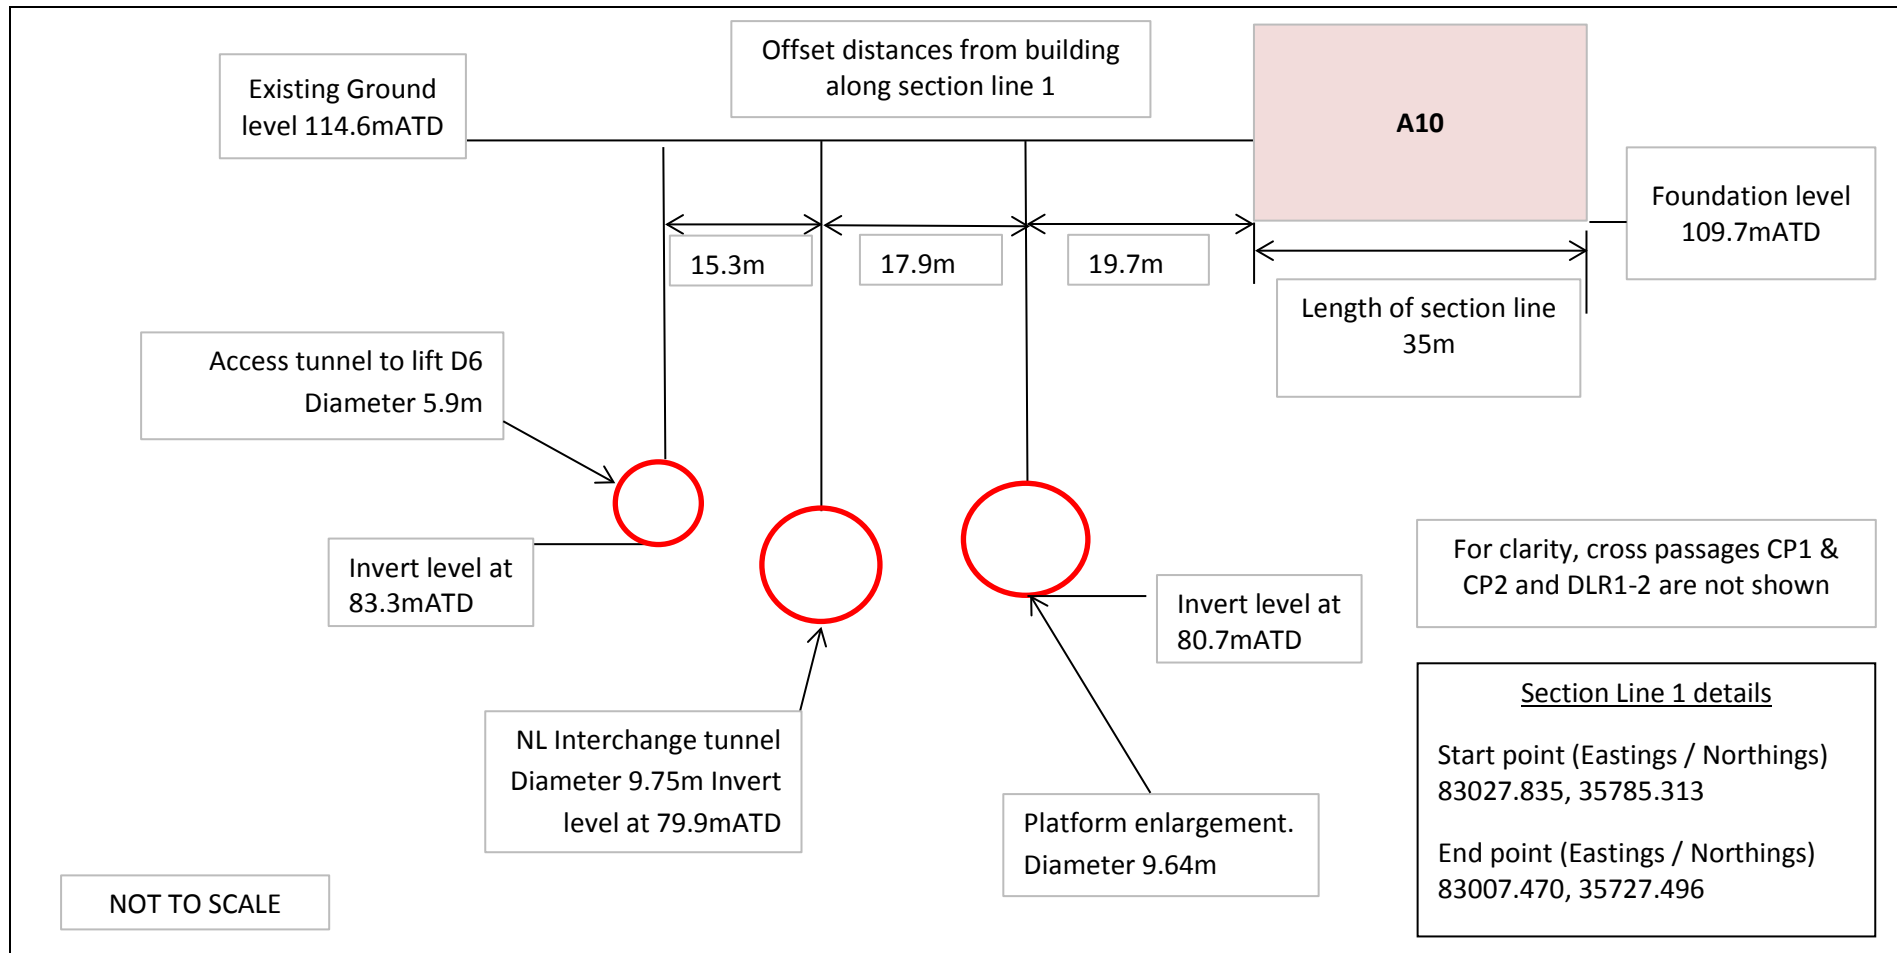 Offset distances from building
along section line 1
Existing Ground
level 114.6mATD
A10
Foundation level
109.7mATD
15.3m
17.9m
19.7m
Length of section line
35m
Access tunnel to lift D6
Diameter 5.9m
Invert level at
83.3mATD
Invert level at
80.7mATD
For clarity, cross passages CP1 &
CP2 and DLR1-2 are not shown
NL Interchange tunnel
Diameter 9.75m Invert
level at 79.9mATD
Platform enlargement.
Diameter 9.64m
Section Line 1 details
Start point (Eastings / Northings)
83027.835, 35785.313
End point (Eastings / Northings)
83007.470, 35727.496
NOT TO SCALE